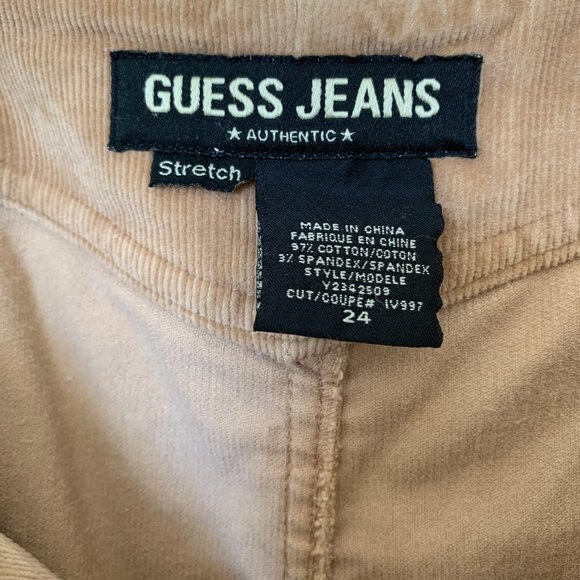 GUESS JEANS
★ AUTHENTIC ★
Stretch
MADE IN CHINA
FABRIQUE EN CHINE
97% COTTON/COTON
3% SPANDEX/SPANDEX
STYLE/MODELE
Y2342509
CUT/COUPE# IV997
24